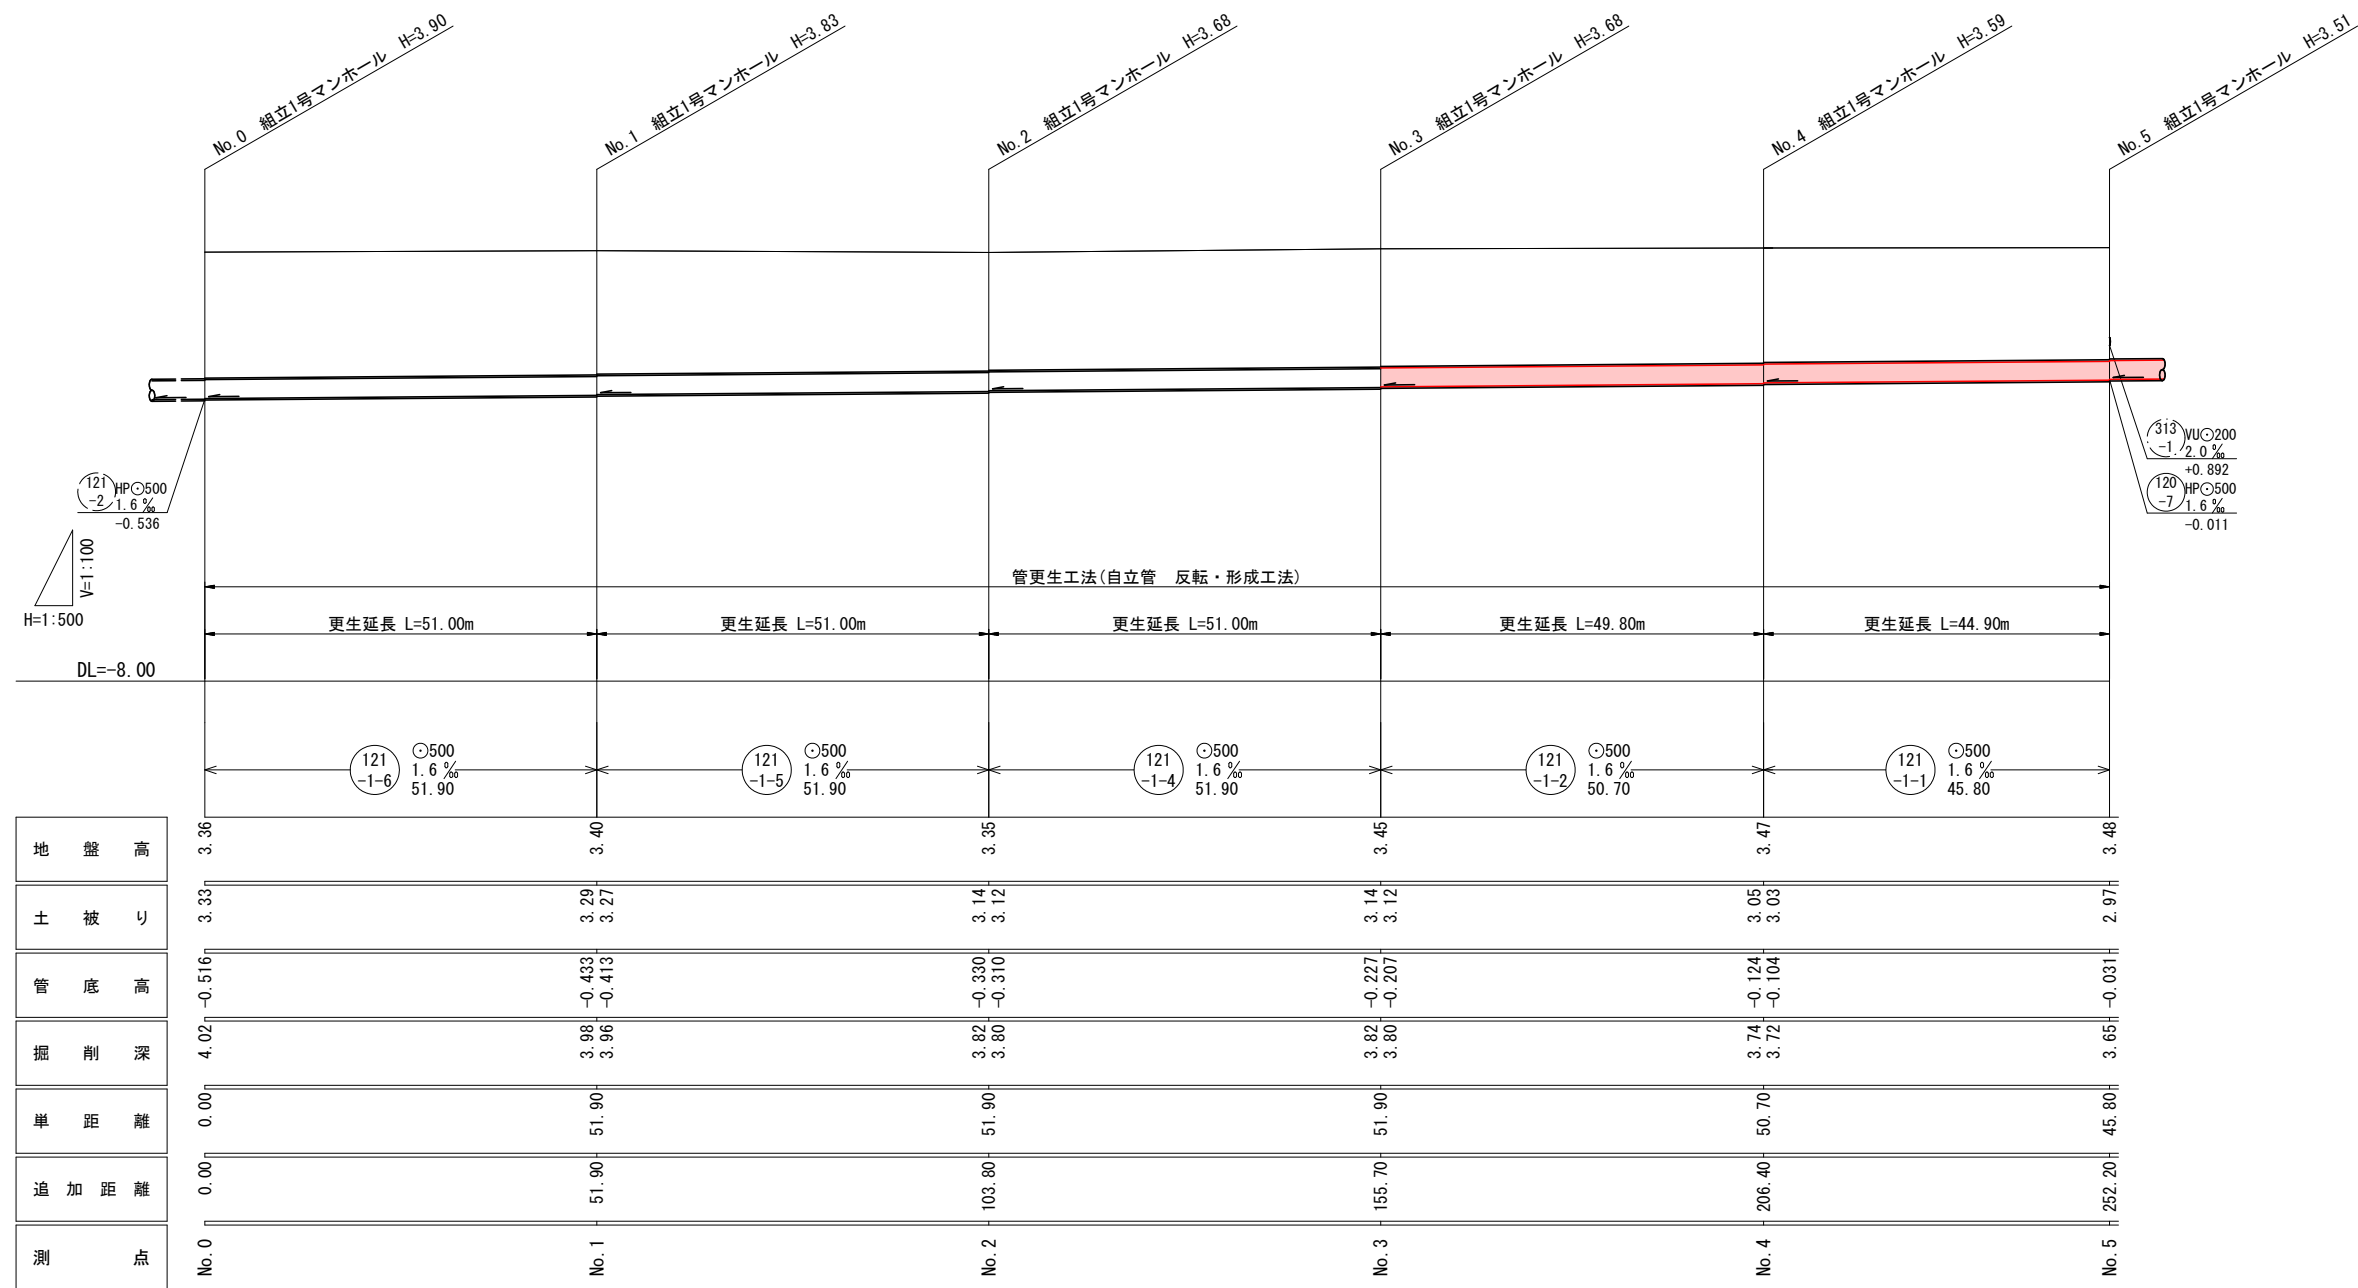 No.0　組立1号マンホール　H=3.90
No.1　組立1号マンホール　H=3.83
No.2　組立1号マンホール　H=3.68
No.3　組立1号マンホール　H=3.68
No.4　組立1号マンホール　H=3.59
No.5　組立1号マンホール　H=3.51
121
-2
HP⊙500
1.6 ‰
-0.536
313
-1
VU⊙200
2.0 ‰
+0.892
120
-7
HP⊙500
1.6 ‰
-0.011
V=1:100
H=1:500
管更生工法(自立管　反転・形成工法)
更生延長 L=51.00m
更生延長 L=51.00m
更生延長 L=51.00m
更生延長 L=49.80m
更生延長 L=44.90m
DL=-8.00
121
-1-6
⊙500
1.6 ‰
51.90
121
-1-5
⊙500
1.6 ‰
51.90
121
-1-4
⊙500
1.6 ‰
51.90
121
-1-2
⊙500
1.6 ‰
50.70
121
-1-1
⊙500
1.6 ‰
45.80
地盤高 3.36 3.40 3.35 3.45 3.47 3.48
土被り 3.33 3.29 3.27 3.14 3.12 3.14 3.12 3.05 3.03 2.97
管底高 -0.516 -0.433 -0.413 -0.330 -0.310 -0.227 -0.207 -0.124 -0.104 -0.031
掘削深 4.02 3.98 3.96 3.82 3.80 3.82 3.80 3.74 3.72 3.65
単距離 0.00 51.90 51.90 51.90 50.70 45.80
追加距離 0.00 51.90 103.80 155.70 206.40 252.20
測点 No.0 No.1 No.2 No.3 No.4 No.5